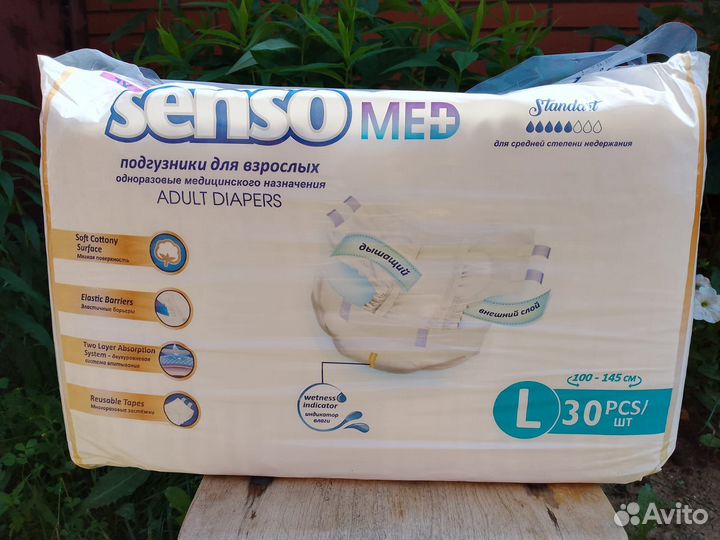 senso MED
Standart
для средней степени недержания
подгузники для взрослых
одноразовые медицинского назначения
ADULT DIAPERS
Soft Cottony
Surface
Мягкая поверхность
Elastic Barriers
Эластичные барьеры
Two Layer Absorption
System - двухуровневая
система впитывания
Reusable Tapes
Многоразовые застёжки
дышащий
внешний слой
wetness
indicator
индикатор
влаги
100 - 145 см
L 30 PCS/
шт
Avito